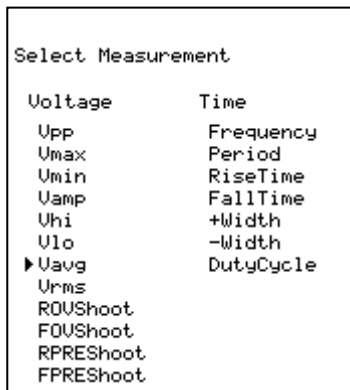 Select Measurement
Voltage Time
Vpp Frequency
Vmax Period
Vmin RiseTime
Vamp FallTime
Vhi +Width
Vlo -Width
Vavg DutyCycle
Vrms
ROVShoot
FOVShoot
RPREShoot
FPREShoot